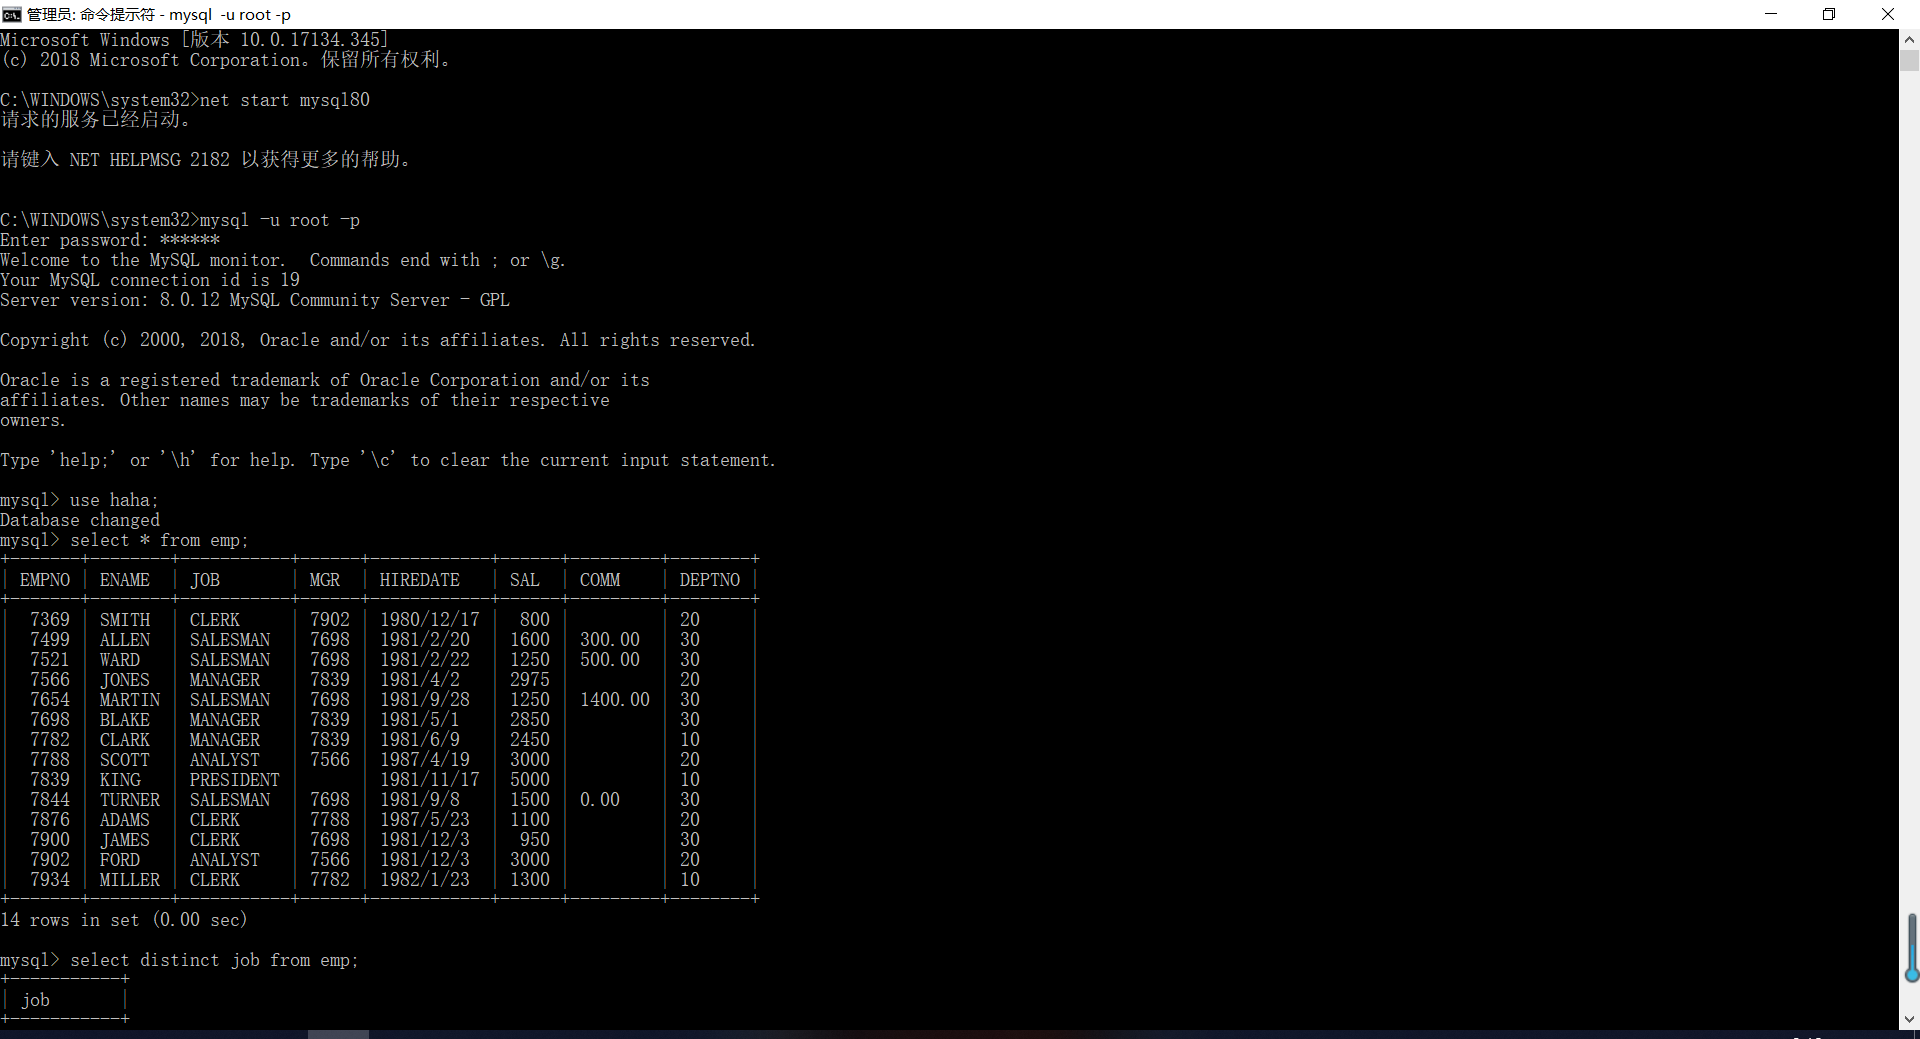 管理员: 命令提示符 - mysql  -u root -p
Microsoft Windows [版本 10.0.17134.345]
(c) 2018 Microsoft Corporation。保留所有权利。
C:\WINDOWS\system32>net start mysql80
请求的服务已经启动。
请键入 NET HELPMSG 2182 以获得更多的帮助。
C:\WINDOWS\system32>mysql -u root -p
Enter password: ******
Welcome to the MySQL monitor.  Commands end with ; or \g.
Your MySQL connection id is 19
Server version: 8.0.12 MySQL Community Server - GPL
Copyright (c) 2000, 2018, Oracle and/or its affiliates. All rights reserved.
Oracle is a registered trademark of Oracle Corporation and/or its
affiliates. Other names may be trademarks of their respective
owners.
Type 'help;' or '\h' for help. Type '\c' to clear the current input statement.
mysql> use haha;
Database changed
mysql> select * from emp;
+-------+--------+-----------+------+------------+------+---------+--------+
| EMPNO | ENAME  | JOB       | MGR  | HIREDATE   | SAL  | COMM    | DEPTNO |
+-------+--------+-----------+------+------------+------+---------+--------+
|  7369 | SMITH  | CLERK     | 7902 | 1980/12/17 |  800 |         | 20     |
|  7499 | ALLEN  | SALESMAN  | 7698 | 1981/2/20  | 1600 | 300.00  | 30     |
|  7521 | WARD   | SALESMAN  | 7698 | 1981/2/22  | 1250 | 500.00  | 30     |
|  7566 | JONES  | MANAGER   | 7839 | 1981/4/2   | 2975 |         | 20     |
|  7654 | MARTIN | SALESMAN  | 7698 | 1981/9/28  | 1250 | 1400.00 | 30     |
|  7698 | BLAKE  | MANAGER   | 7839 | 1981/5/1   | 2850 |         | 30     |
|  7782 | CLARK  | MANAGER   | 7839 | 1981/6/9   | 2450 |         | 10     |
|  7788 | SCOTT  | ANALYST   | 7566 | 1987/4/19  | 3000 |         | 20     |
|  7839 | KING   | PRESIDENT |      | 1981/11/17 | 5000 |         | 10     |
|  7844 | TURNER | SALESMAN  | 7698 | 1981/9/8   | 1500 | 0.00    | 30     |
|  7876 | ADAMS  | CLERK     | 7788 | 1987/5/23  | 1100 |         | 20     |
|  7900 | JAMES  | CLERK     | 7698 | 1981/12/3  |  950 |         | 30     |
|  7902 | FORD   | ANALYST   | 7566 | 1981/12/3  | 3000 |         | 20     |
|  7934 | MILLER | CLERK     | 7782 | 1982/1/23  | 1300 |         | 10     |
+-------+--------+-----------+------+------------+------+---------+--------+
14 rows in set (0.00 sec)
mysql> select distinct job from emp;
+-----------+
| job       |
+-----------+